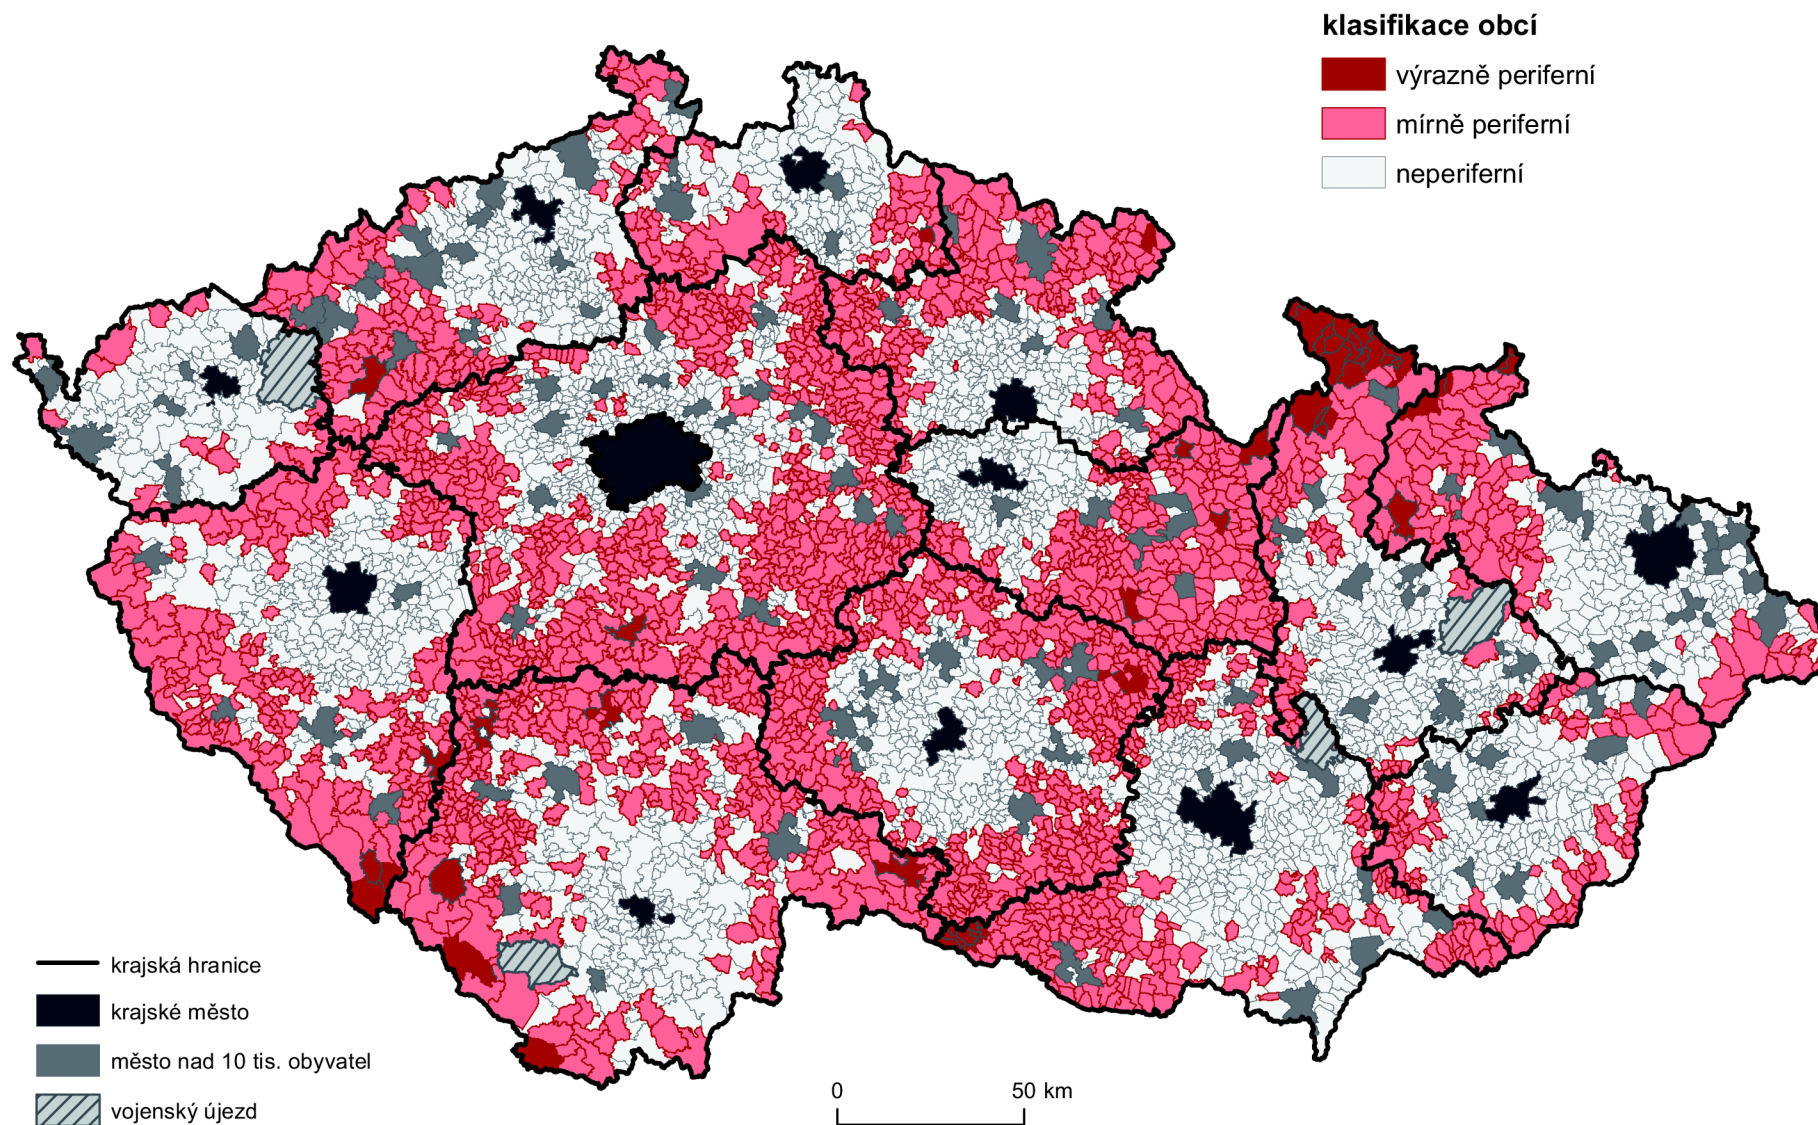 klasifikace obcí
výrazně periferní
mírně periferní
neperiferní
krajská hranice
krajské město
město nad 10 tis. obyvatel
vojenský újezd
0 50 km